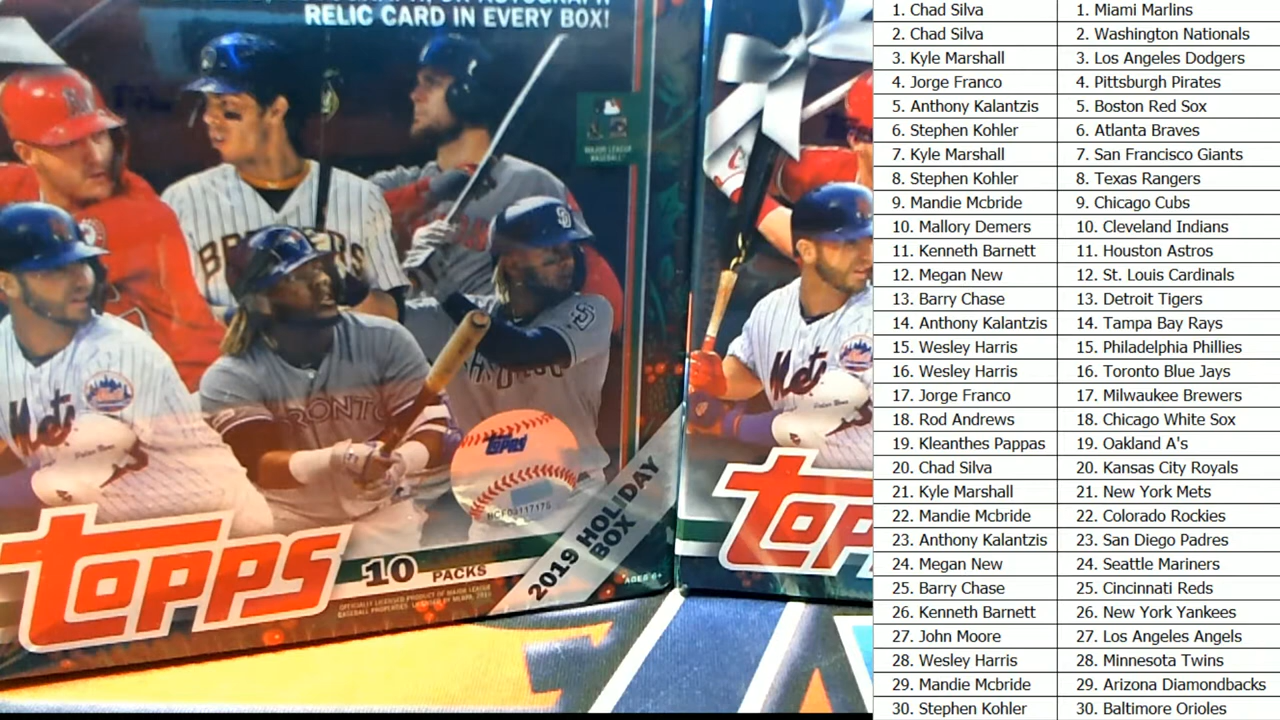 RELIC CARD IN EVERY BOX!
MAJOR LEAGUE
BASEBALL
Mets
TORONTO
TOPPS
NCF03117176
TOPPS
10 PACKS
2019 HOLIDAY
BOX
AGES 6+
Mets
1. Chad Silva 1. Miami Marlins
2. Chad Silva 2. Washington Nationals
3. Kyle Marshall 3. Los Angeles Dodgers
4. Jorge Franco 4. Pittsburgh Pirates
5. Anthony Kalantzis 5. Boston Red Sox
6. Stephen Kohler 6. Atlanta Braves
7. Kyle Marshall 7. San Francisco Giants
8. Stephen Kohler 8. Texas Rangers
9. Mandie Mcbride 9. Chicago Cubs
10. Mallory Demers 10. Cleveland Indians
11. Kenneth Barnett 11. Houston Astros
12. Megan New 12. St. Louis Cardinals
13. Barry Chase 13. Detroit Tigers
14. Anthony Kalantzis 14. Tampa Bay Rays
15. Wesley Harris 15. Philadelphia Phillies
16. Wesley Harris 16. Toronto Blue Jays
17. Jorge Franco 17. Milwaukee Brewers
18. Rod Andrews 18. Chicago White Sox
19. Kleanthes Pappas 19. Oakland A's
20. Chad Silva 20. Kansas City Royals
21. Kyle Marshall 21. New York Mets
22. Mandie Mcbride 22. Colorado Rockies
23. Anthony Kalantzis 23. San Diego Padres
24. Megan New 24. Seattle Mariners
25. Barry Chase 25. Cincinnati Reds
26. Kenneth Barnett 26. New York Yankees
27. John Moore 27. Los Angeles Angels
28. Wesley Harris 28. Minnesota Twins
29. Mandie Mcbride 29. Arizona Diamondbacks
30. Stephen Kohler 30. Baltimore Orioles